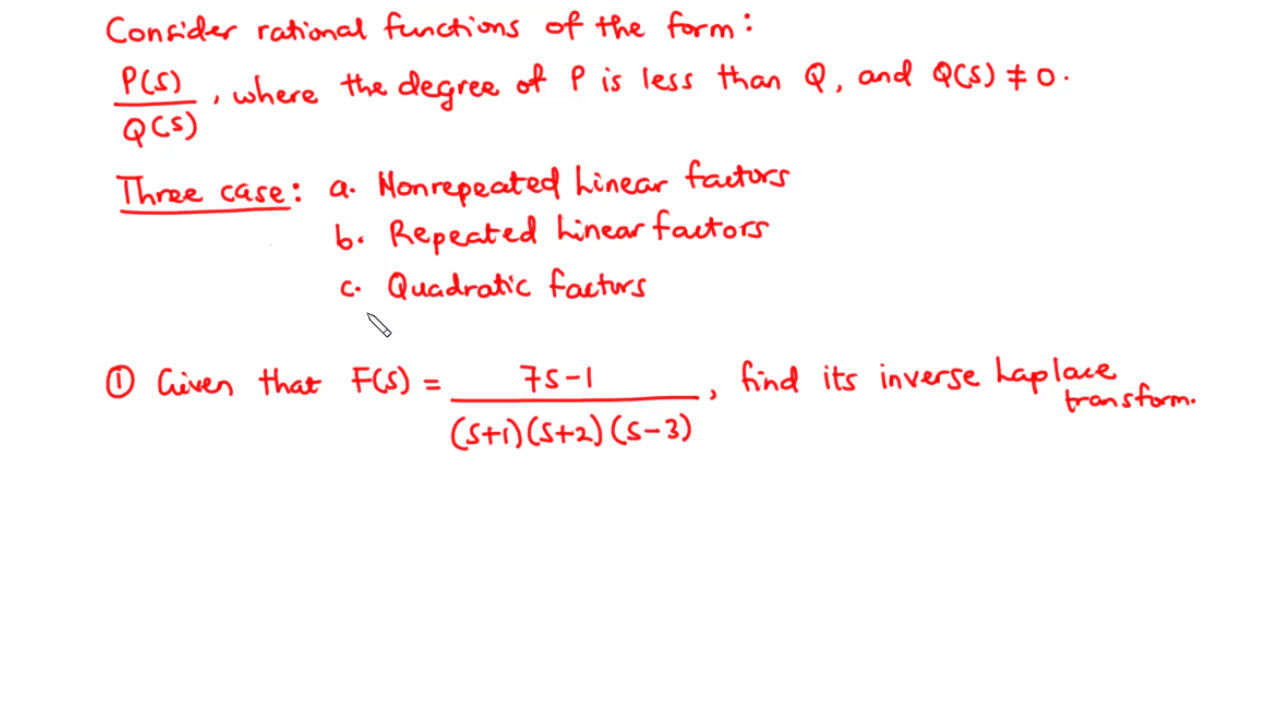 Consider rational functions of the form:
P(s)/Q(s), where the degree of P is less than Q, and Q(s) ≠ 0.
Three case: a. Nonrepeated Linear factors
b. Repeated Linear factors
c. Quadratic factors
① Given that F(s) = (7s-1)/((s+1)(s+2)(s-3)), find its inverse Laplace
transform.